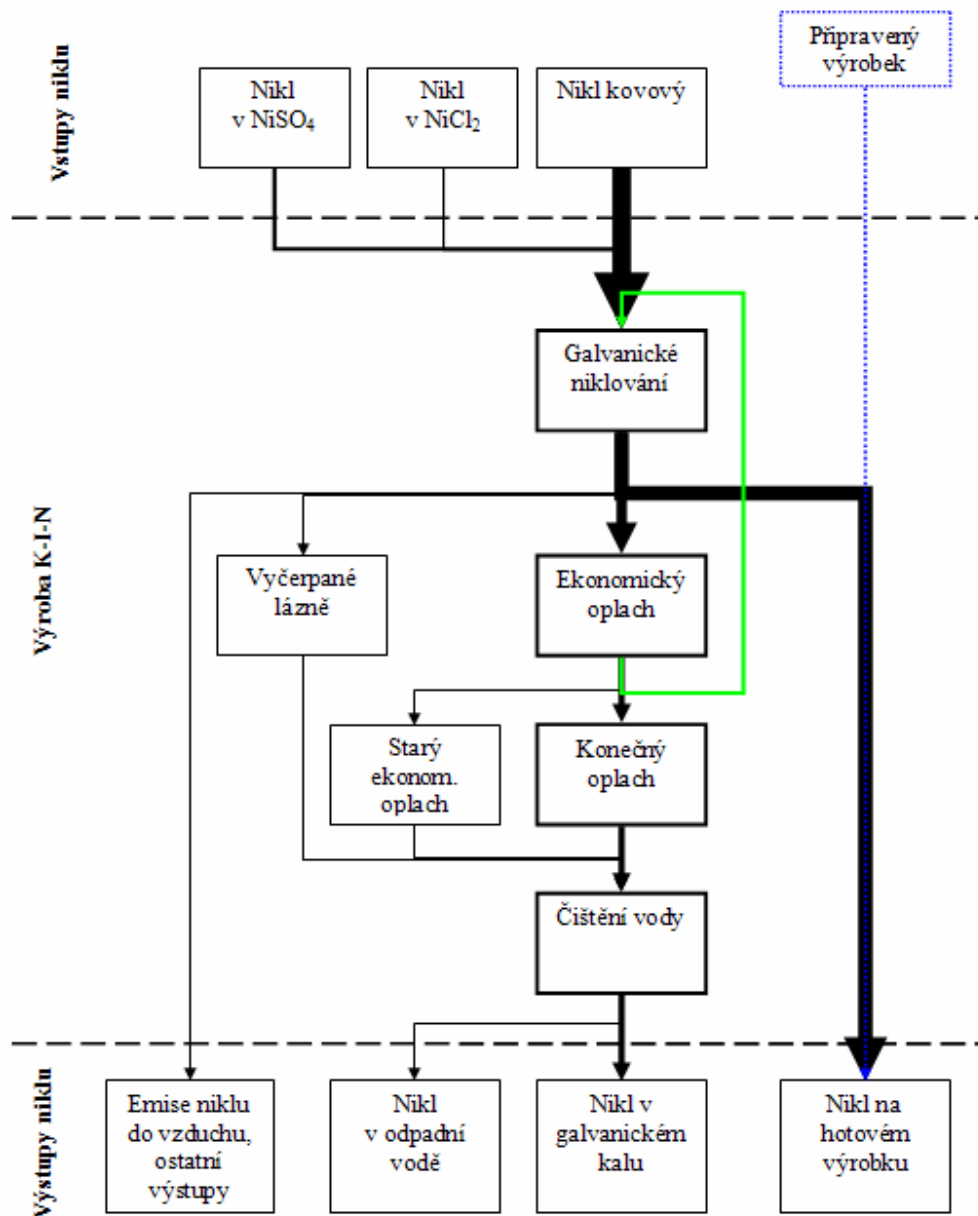 Připravený
výrobek
Nikl
v NiSO₄
Nikl
v NiCl₂
Nikl kovový
Vstupy niklu
Galvanické
niklování
Výroba K-I-N
Vyčerpané
lázně
Ekonomický
oplach
Starý
ekonom.
oplach
Konečný
oplach
Čištění vody
Výstupy niklu
Emise niklu
do vzduchu,
ostatní
výstupy
Nikl
v odpadní
vodě
Nikl v
galvanickém
kalu
Nikl na
hotovém
výrobku